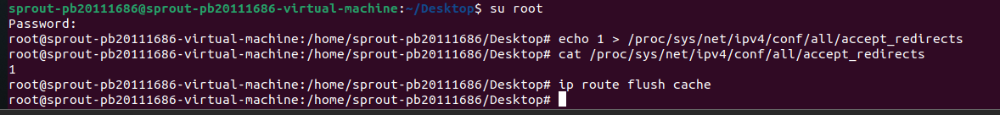 sprout-pb20111686@sprout-pb20111686-virtual-machine:~/Desktop$ su root
Password:
root@sprout-pb20111686-virtual-machine:/home/sprout-pb20111686/Desktop# echo 1 > /proc/sys/net/ipv4/conf/all/accept_redirects
root@sprout-pb20111686-virtual-machine:/home/sprout-pb20111686/Desktop# cat /proc/sys/net/ipv4/conf/all/accept_redirects
1
root@sprout-pb20111686-virtual-machine:/home/sprout-pb20111686/Desktop# ip route flush cache
root@sprout-pb20111686-virtual-machine:/home/sprout-pb20111686/Desktop#